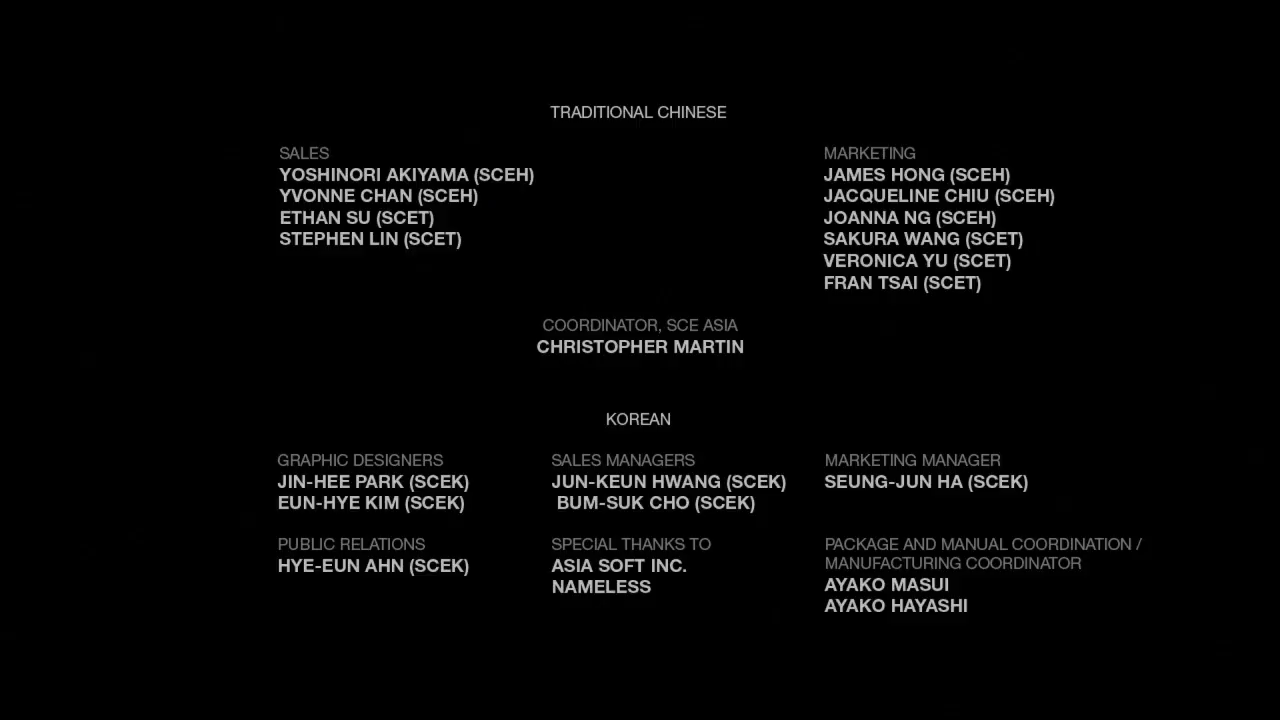 TRADITIONAL CHINESE
SALES
YOSHINORI AKIYAMA (SCEH)
YVONNE CHAN (SCEH)
ETHAN SU (SCET)
STEPHEN LIN (SCET)
MARKETING
JAMES HONG (SCEH)
JACQUELINE CHIU (SCEH)
JOANNA NG (SCEH)
SAKURA WANG (SCET)
VERONICA YU (SCET)
FRAN TSAI (SCET)
COORDINATOR, SCE ASIA
CHRISTOPHER MARTIN
KOREAN
GRAPHIC DESIGNERS
JIN-HEE PARK (SCEK)
EUN-HYE KIM (SCEK)
SALES MANAGERS
JUN-KEUN HWANG (SCEK)
BUM-SUK CHO (SCEK)
MARKETING MANAGER
SEUNG-JUN HA (SCEK)
PUBLIC RELATIONS
HYE-EUN AHN (SCEK)
SPECIAL THANKS TO
ASIA SOFT INC.
NAMELESS
PACKAGE AND MANUAL COORDINATION /
MANUFACTURING COORDINATOR
AYAKO MASUI
AYAKO HAYASHI